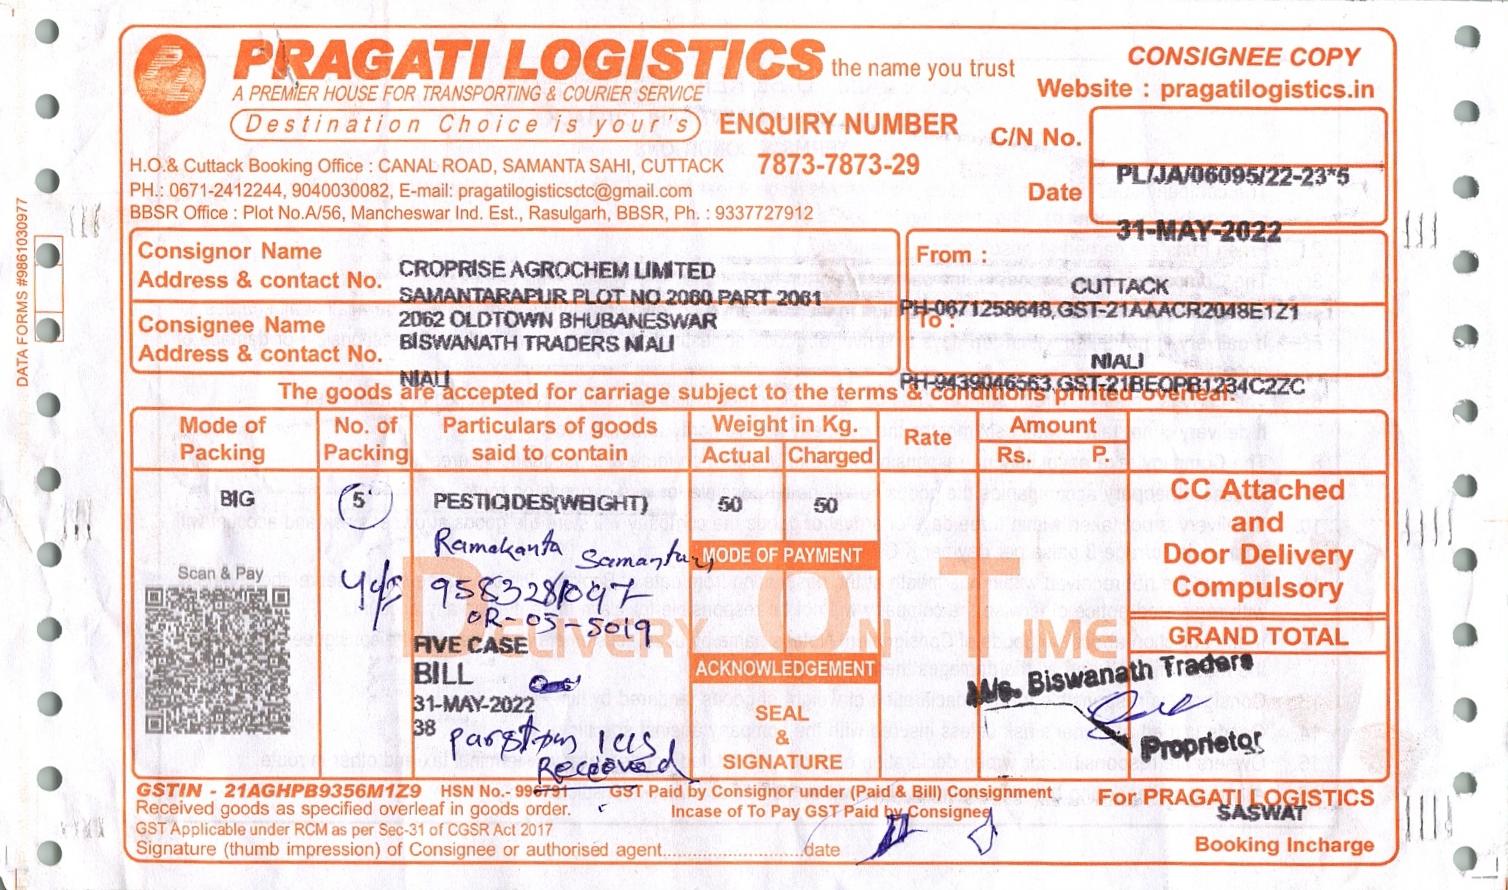 PRAGATI LOGISTICS the name you trust
A PREMIER HOUSE FOR TRANSPORTING & COURIER SERVICE
Destination Choice is your's
ENQUIRY NUMBER
7873-7873-29
CONSIGNEE COPY
Website : pragatilogistics.in
C/N No.
PL/JA/06095/22-23*5
Date
31-MAY-2022
H.O.& Cuttack Booking Office : CANAL ROAD, SAMANTA SAHI, CUTTACK
PH.: 0671-2412244, 9040030082, E-mail: pragatilogisticsctc@gmail.com
BBSR Office : Plot No.A/56, Mancheswar Ind. Est., Rasulgarh, BBSR, Ph. : 9337727912
DATA FORMS #9861030977
Consignor Name
Address & contact No.
CROPRISE AGROCHEM LIMITED
SAMANTARAPUR PLOT NO 2060 PART 2061
2062 OLDTOWN BHUBANESWAR
Consignee Name
Address & contact No.
BISWANATH TRADERS NIALI
NIALI
From :
CUTTACK
PH-0671258648,GST-21AAACR2048E1Z1
To :
NIALI
PH-9439046563,GST-21BEQPB1234C2ZC
The goods are accepted for carriage subject to the terms & conditions printed overleaf.
Mode of Packing
No. of Packing
Particulars of goods said to contain
Weight in Kg.
Actual Charged
Rate
Amount
Rs. P.
BIG
5
PESTICIDES(WEIGHT)
50
50
CC Attached
and
Door Delivery
Compulsory
GRAND TOTAL
Scan & Pay
Ramakanta
OR-05-5019
FIVE CASE
BILL
31-MAY-2022
38
Received
DELIVERY ON TIME
MODE OF PAYMENT
ACKNOWLEDGEMENT
SEAL
&
SIGNATURE
M/s. Biswanath Traders
Proprietor
GSTIN - 21AGHPB9356M1Z9 HSN No.- 996791 GST Paid by Consignor under (Paid & Bill) Consignment
Received goods as specified overleaf in goods order. Incase of To Pay GST Paid by Consignee
GST Applicable under RCM as per Sec-31 of CGSR Act 2017
Signature (thumb impression) of Consignee or authorised agent.............................date
For PRAGATI LOGISTICS
SASWAT
Booking Incharge